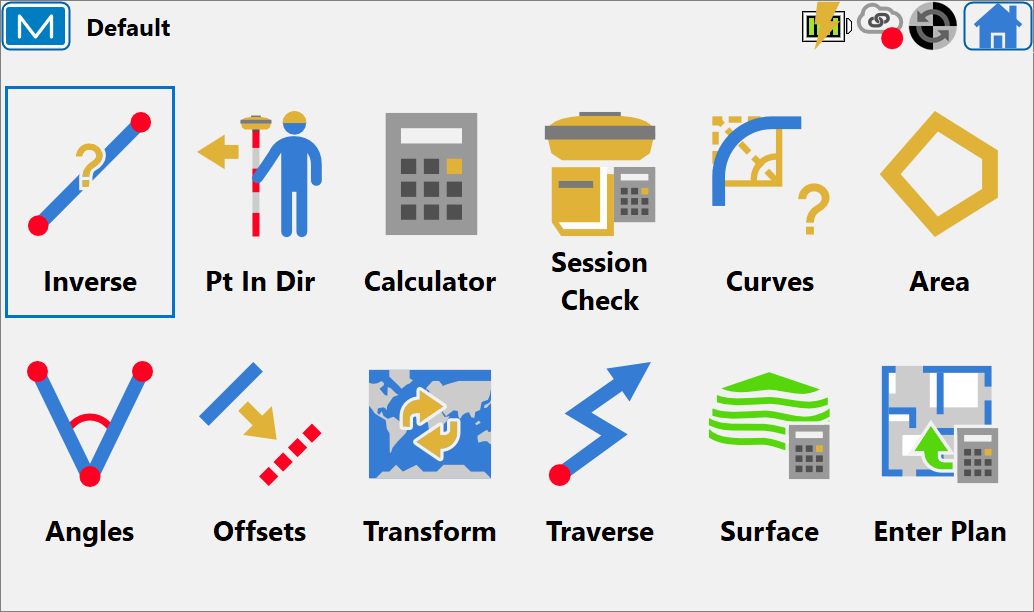 Default
Inverse
Pt In Dir
Calculator
Session
Check
Curves
Area
Angles
Offsets
Transform
Traverse
Surface
Enter Plan